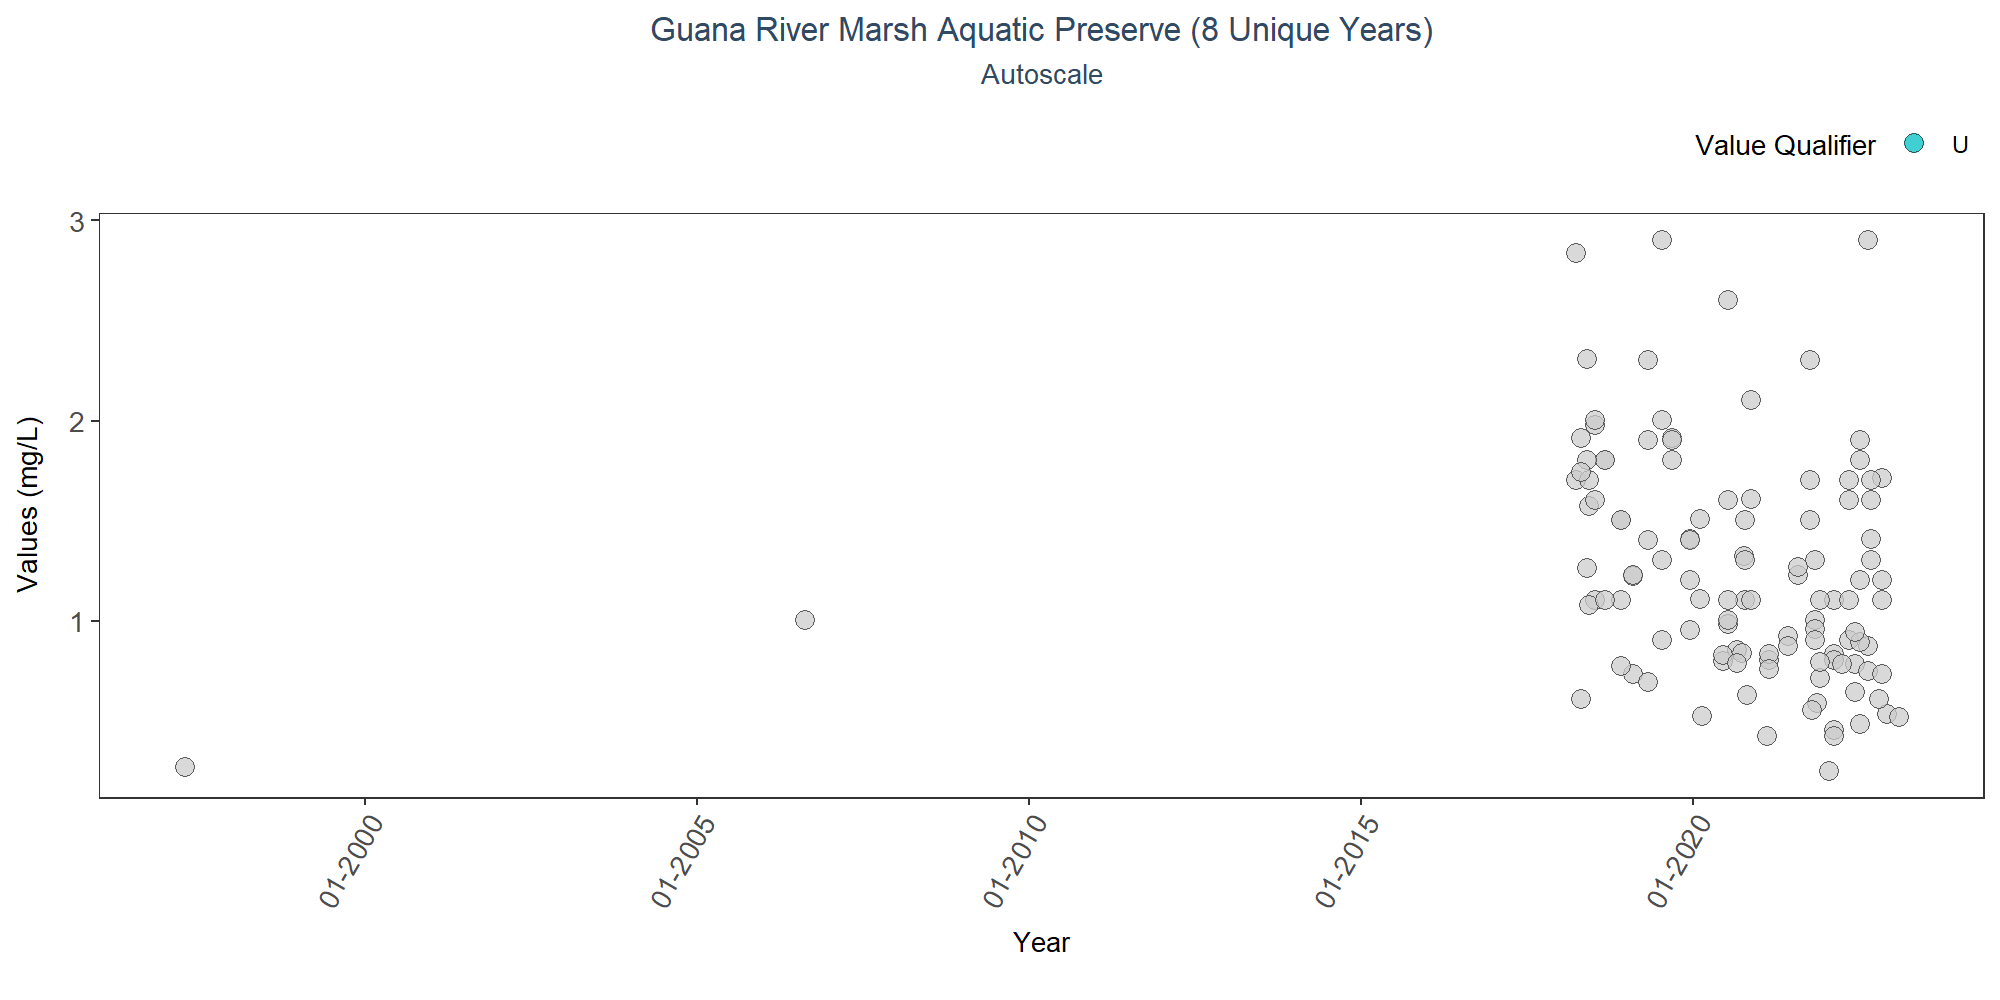 Guana River Marsh Aquatic Preserve (8 Unique Years)
Autoscale
Value Qualifier U
3
2
1
Values (mg/L)
01-2000 01-2005 01-2010 01-2015 01-2020
Year